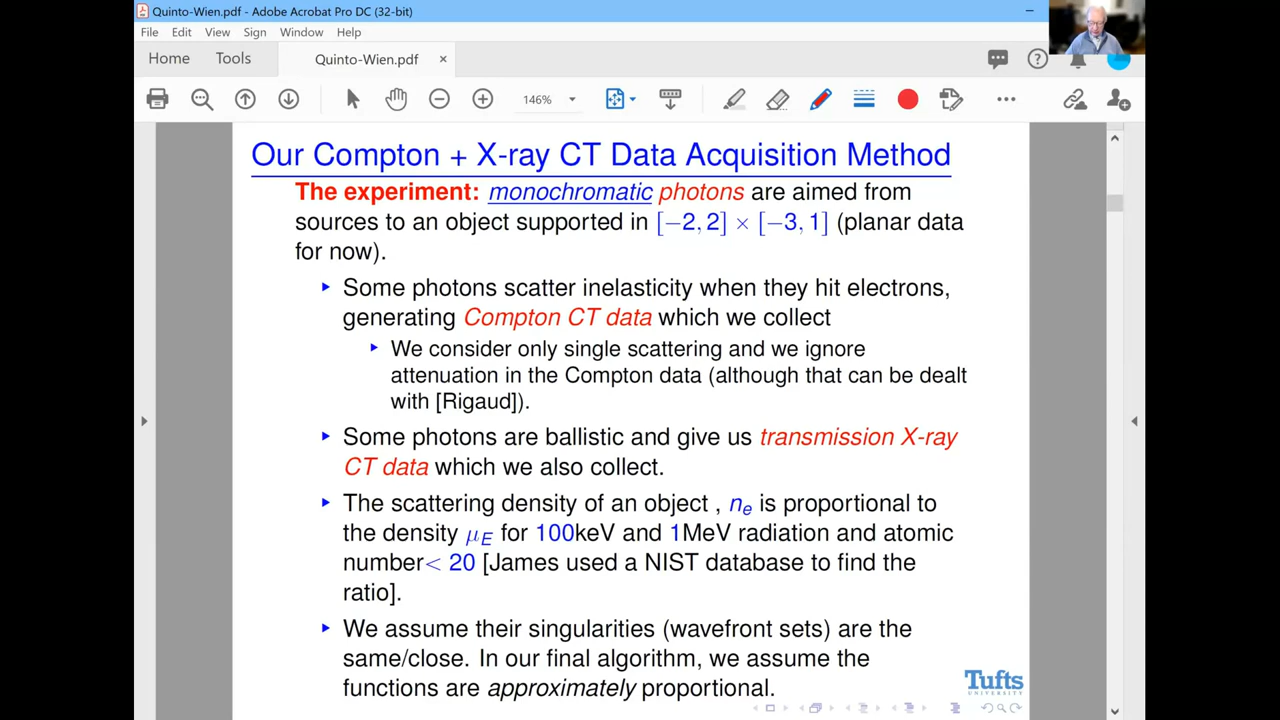 Quinto-Wien.pdf - Adobe Acrobat Pro DC (32-bit)
File Edit View Sign Window Help
Home Tools Quinto-Wien.pdf ×
146%
Our Compton + X-ray CT Data Acquisition Method
The experiment: monochromatic photons are aimed from
sources to an object supported in [−2, 2] × [−3, 1] (planar data
for now).
Some photons scatter inelasticity when they hit electrons,
generating Compton CT data which we collect
We consider only single scattering and we ignore
attenuation in the Compton data (although that can be dealt
with [Rigaud]).
Some photons are ballistic and give us transmission X-ray
CT data which we also collect.
The scattering density of an object , nₑ is proportional to
the density μ_E for 100keV and 1MeV radiation and atomic
number< 20 [James used a NIST database to find the
ratio].
We assume their singularities (wavefront sets) are the
same/close. In our final algorithm, we assume the
functions are approximately proportional.
Tufts
UNIVERSITY